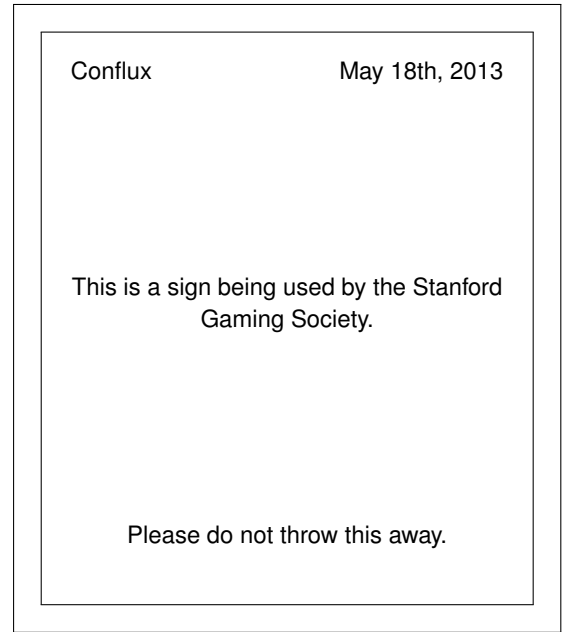 Conflux May 18th, 2013
This is a sign being used by the Stanford
Gaming Society.
Please do not throw this away.